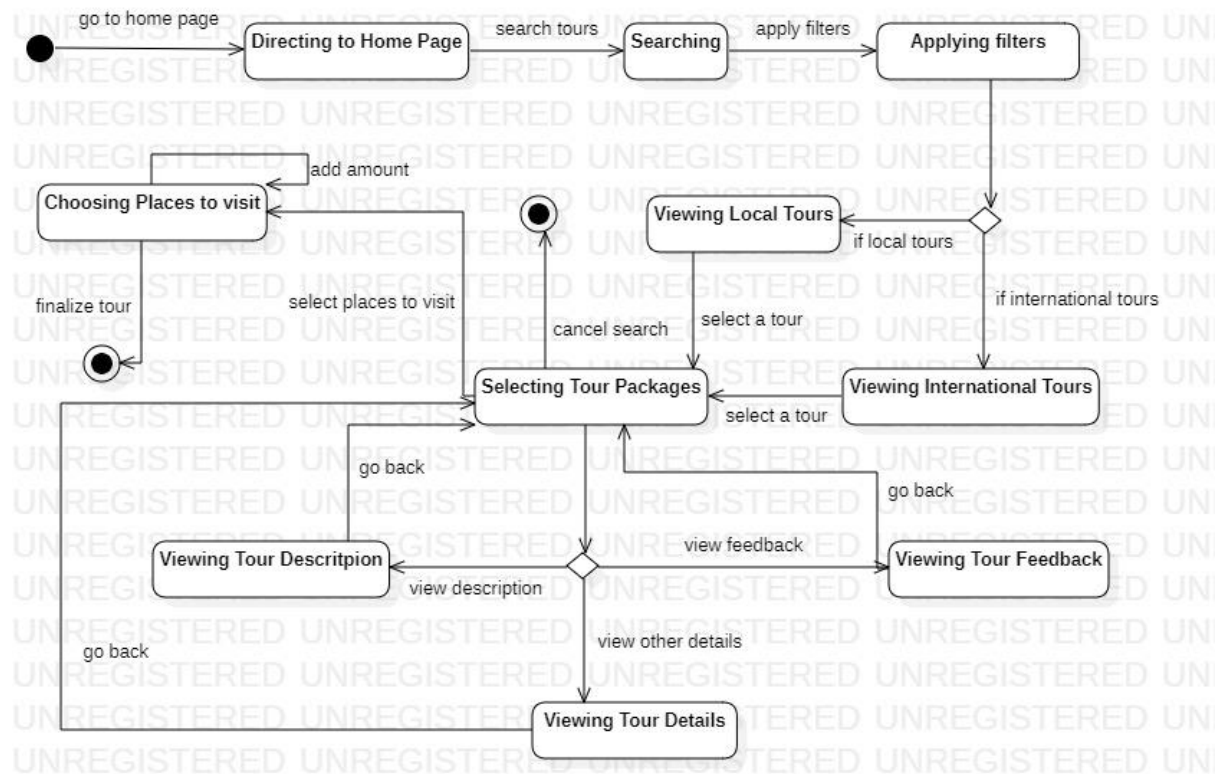 go to home page
Directing to Home Page
search tours
Searching
apply filters
Applying filters
add amount
Choosing Places to visit
Viewing Local Tours
if local tours
finalize tour
select places to visit
cancel search
select a tour
if international tours
Selecting Tour Packages
select a tour
Viewing International Tours
go back
go back
Viewing Tour Descritpion
view description
view feedback
Viewing Tour Feedback
go back
view other details
Viewing Tour Details
UNREGISTERED